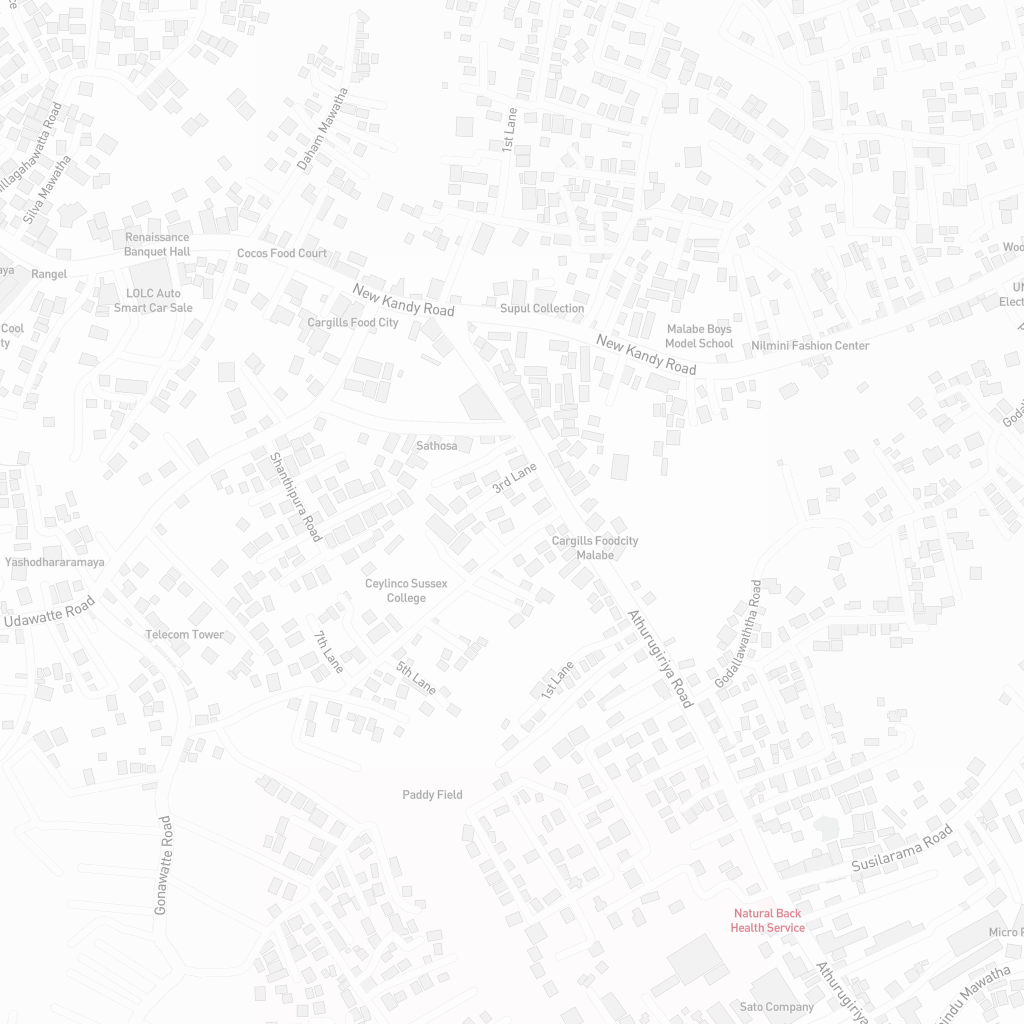 1st Lane
Daham Mawatha
Silva Mawatha
Renaissance
Banquet Hall
Cocos Food Court
Rangel
LOLC Auto
Smart Car Sale
New Kandy Road
Supul Collection
Cargills Food City
Malabe Boys
Model School
Nilmini Fashion Center
New Kandy Road
Sathosa
3rd Lane
Shanthipura Road
Cargills Foodcity
Malabe
Yashodhararamaya
Ceylinco Sussex
College
Udawatte Road
Telecom Tower
7th Lane
5th Lane
1st Lane
Athurugiriya Road
Godallawaththa Road
Paddy Field
Gonawatte Road
Susilarama Road
Natural Back
Health Service
Sato Company
Athurugiriya